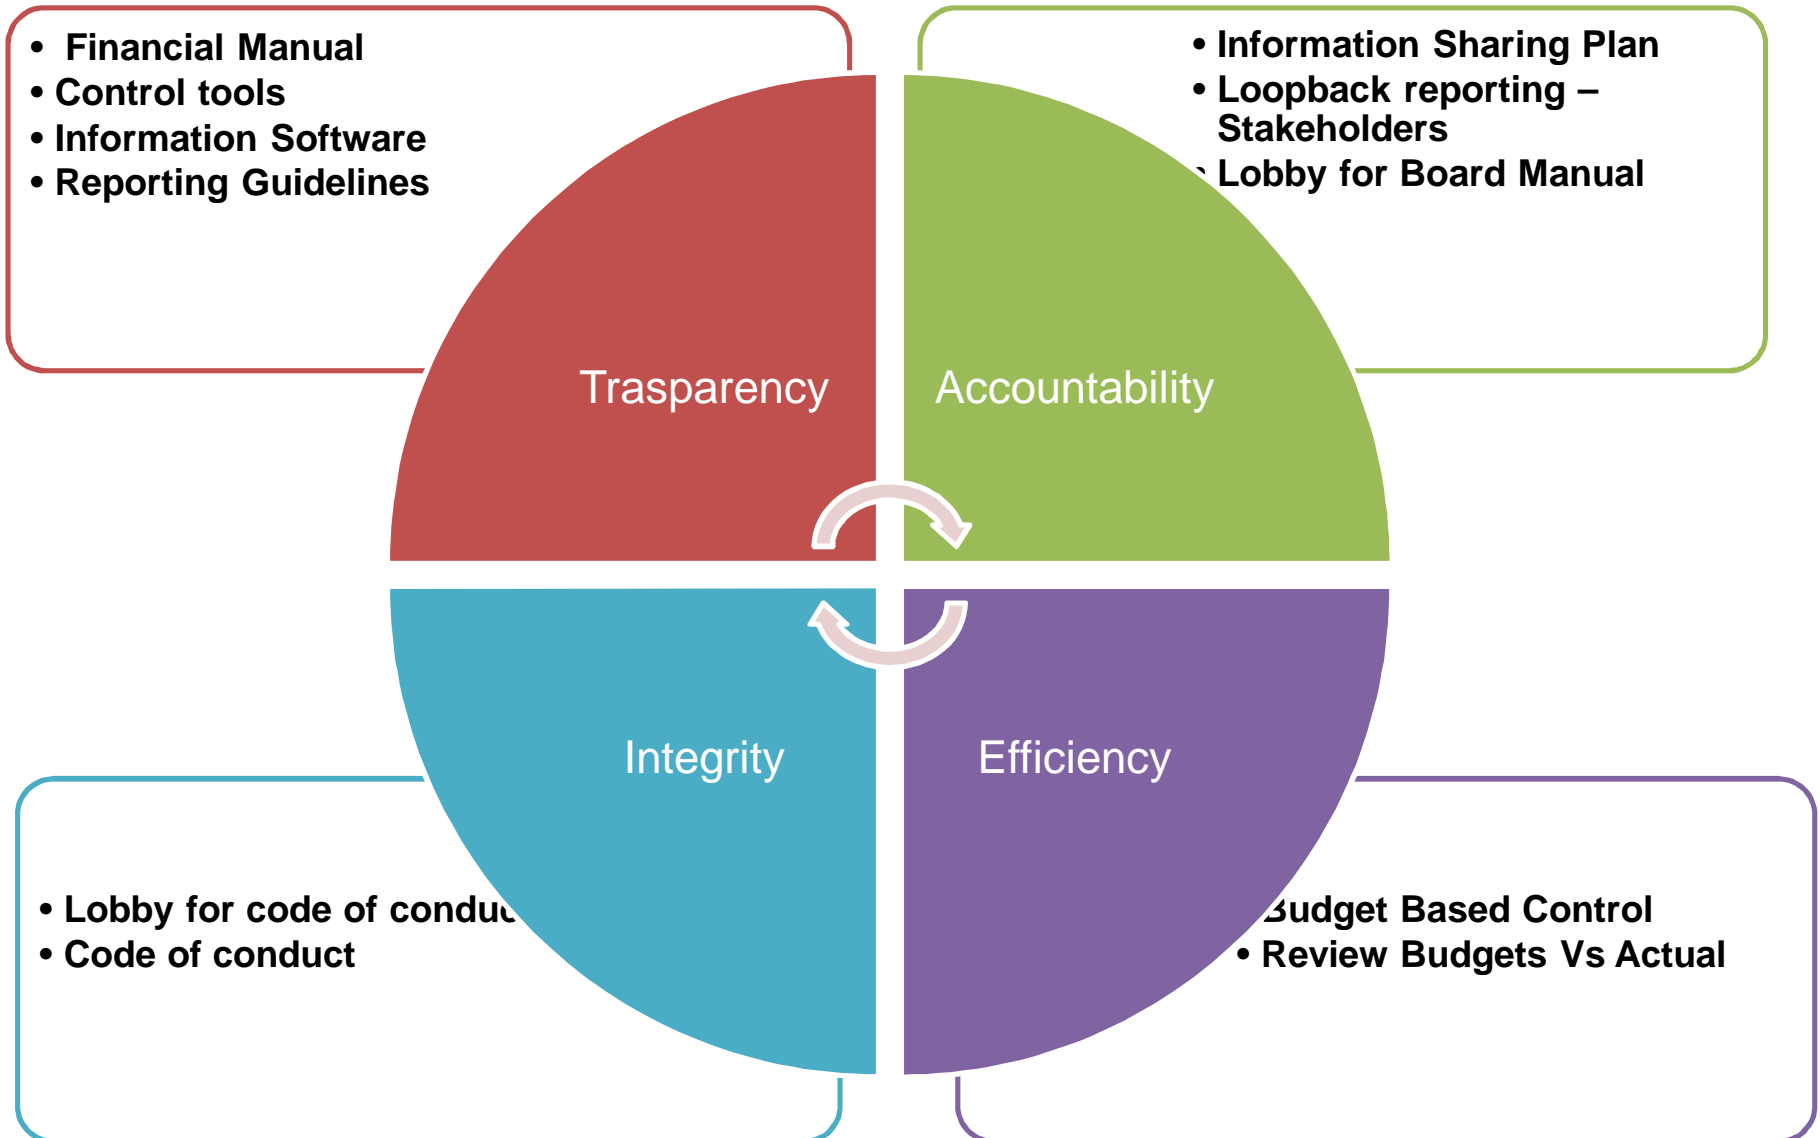 • Financial Manual
• Control tools
• Information Software
• Reporting Guidelines
• Information Sharing Plan
• Loopback reporting –
Stakeholders
• Lobby for Board Manual
Trasparency
Accountability
Integrity
Efficiency
• Lobby for code of conduc
• Code of conduct
Budget Based Control
• Review Budgets Vs Actual